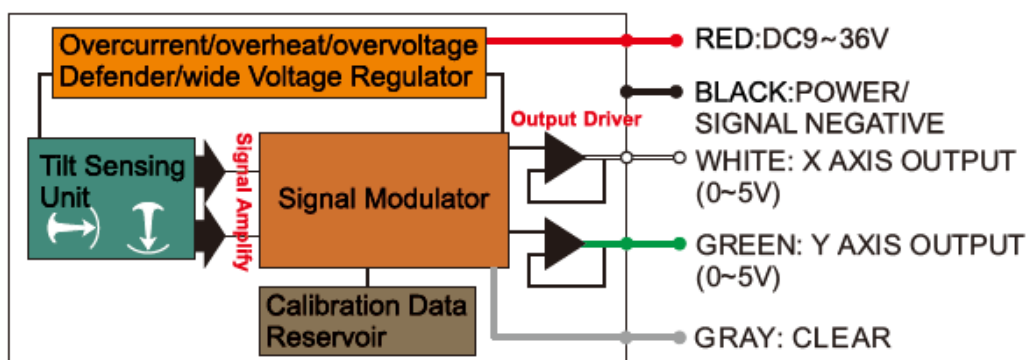 Overcurrent/overheat/overvoltage
Defender/wide Voltage Regulator
RED:DC9~36V
BLACK:POWER/
SIGNAL NEGATIVE
Output Driver
Tilt Sensing
Unit
Signal Amplify
Signal Modulator
WHITE: X AXIS OUTPUT
(0~5V)
GREEN: Y AXIS OUTPUT
(0~5V)
Calibration Data
Reservoir
GRAY: CLEAR